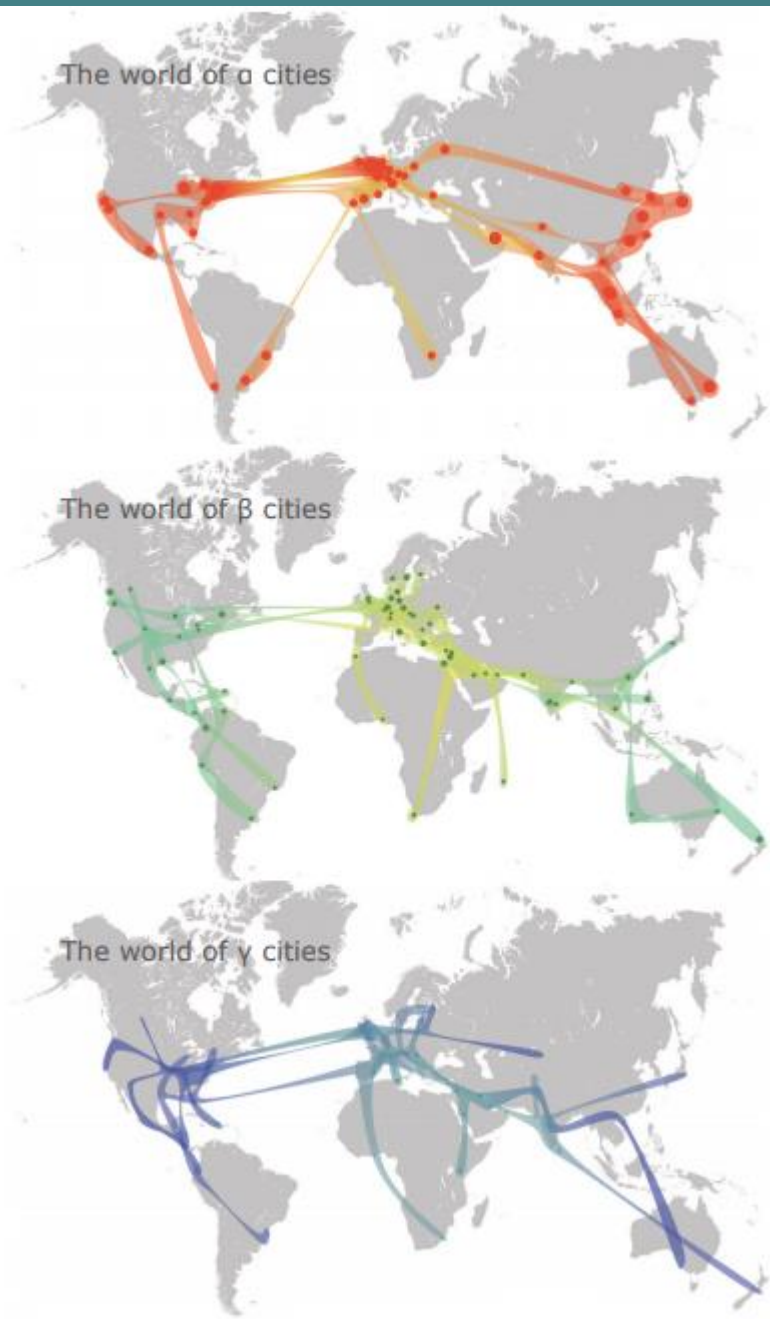 The world of α cities
The world of β cities
The world of γ cities